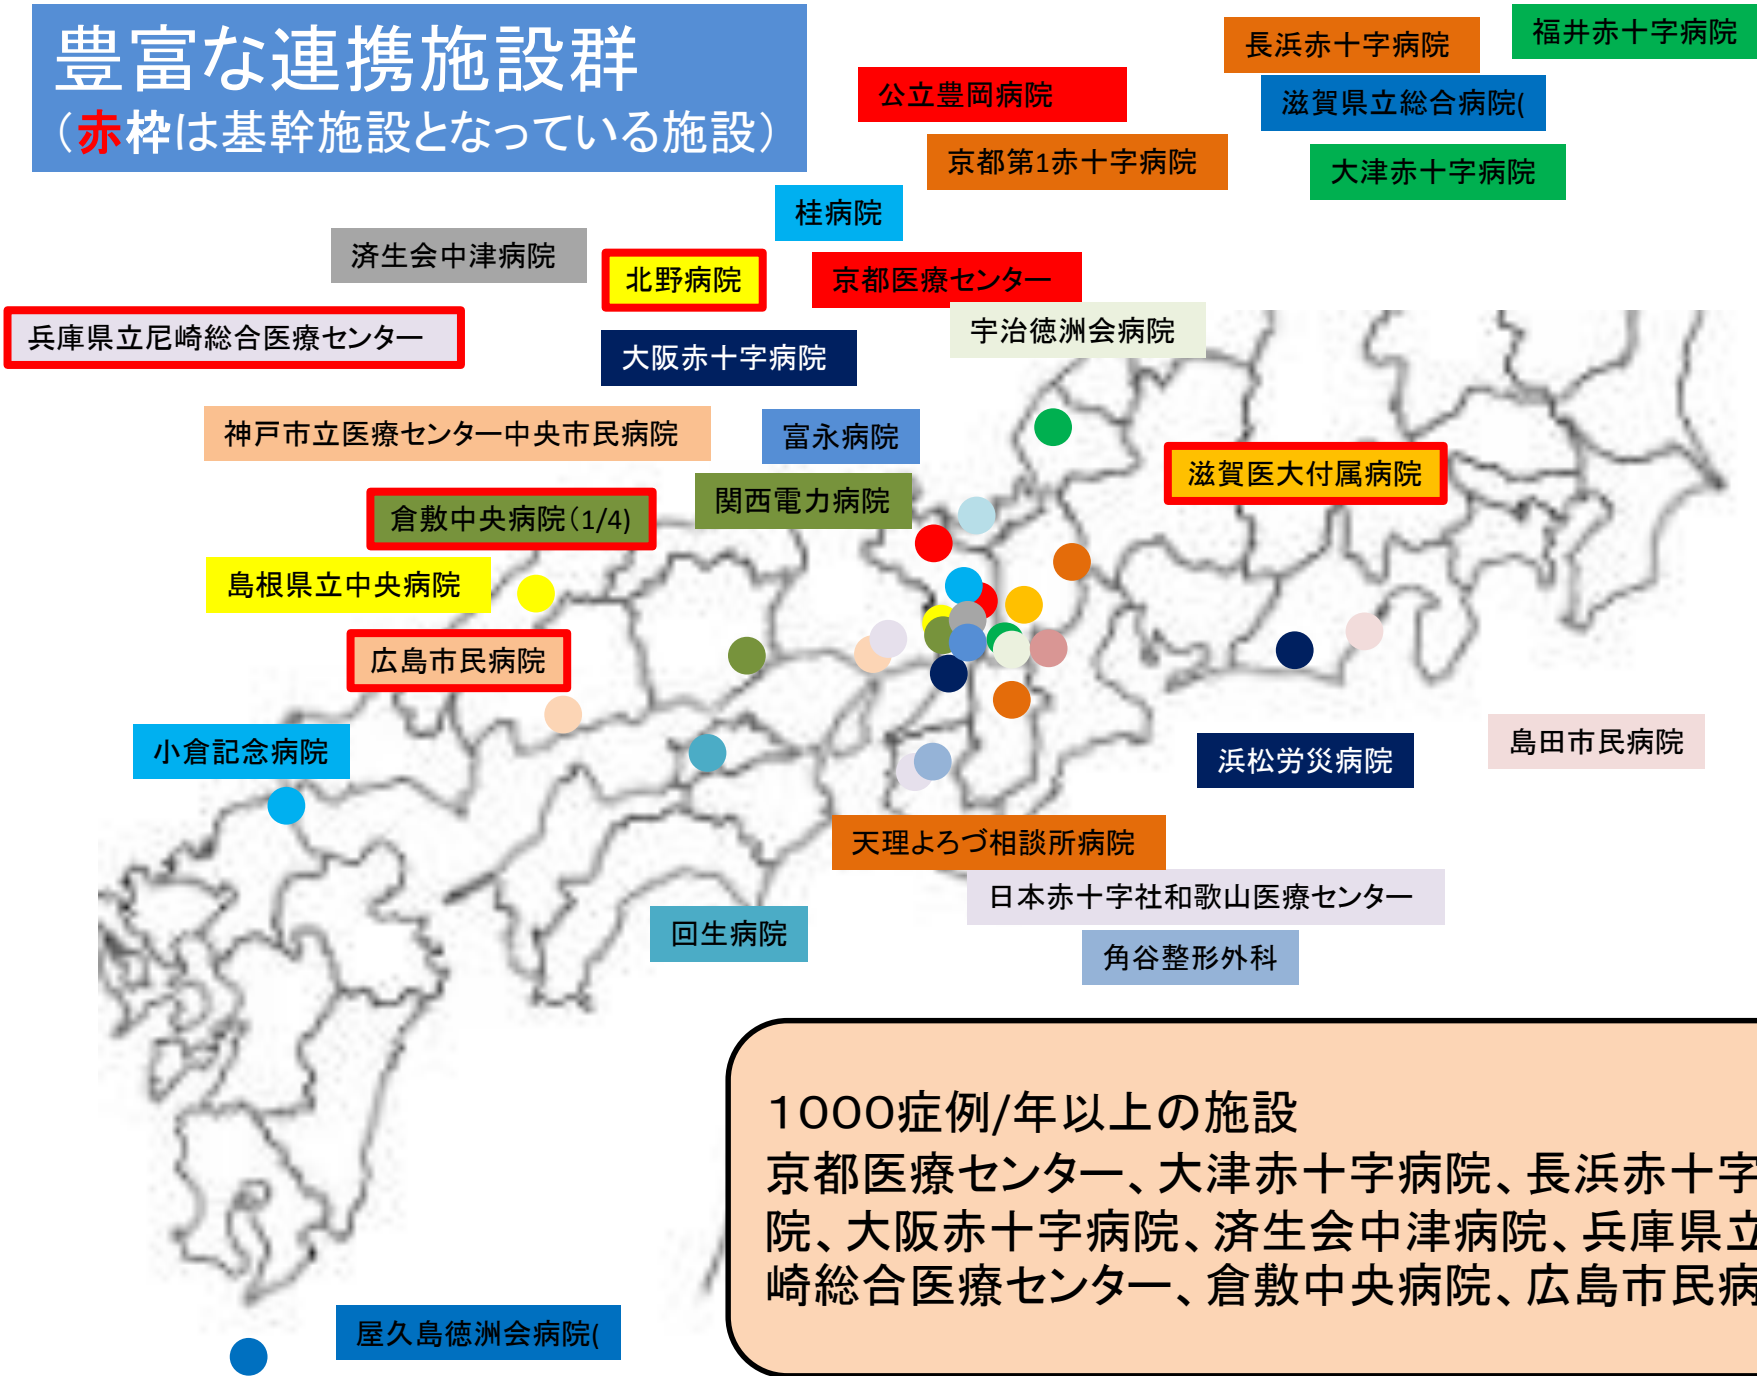 豊富な連携施設群
（赤枠は基幹施設となっている施設）
長浜赤十字病院
福井赤十字病院
公立豊岡病院
滋賀県立総合病院(
京都第1赤十字病院
大津赤十字病院
桂病院
済生会中津病院
北野病院
京都医療センター
兵庫県立尼崎総合医療センター
宇治徳洲会病院
大阪赤十字病院
神戸市立医療センター中央市民病院
富永病院
滋賀医大付属病院
関西電力病院
倉敷中央病院（1/4)
島根県立中央病院
広島市民病院
小倉記念病院
浜松労災病院
島田市民病院
天理よろづ相談所病院
日本赤十字社和歌山医療センター
回生病院
角谷整形外科
1000症例/年以上の施設
京都医療センター、大津赤十字病院、長浜赤十字
院、大阪赤十字病院、済生会中津病院、兵庫県立
崎総合医療センター、倉敷中央病院、広島市民病
屋久島徳洲会病院(